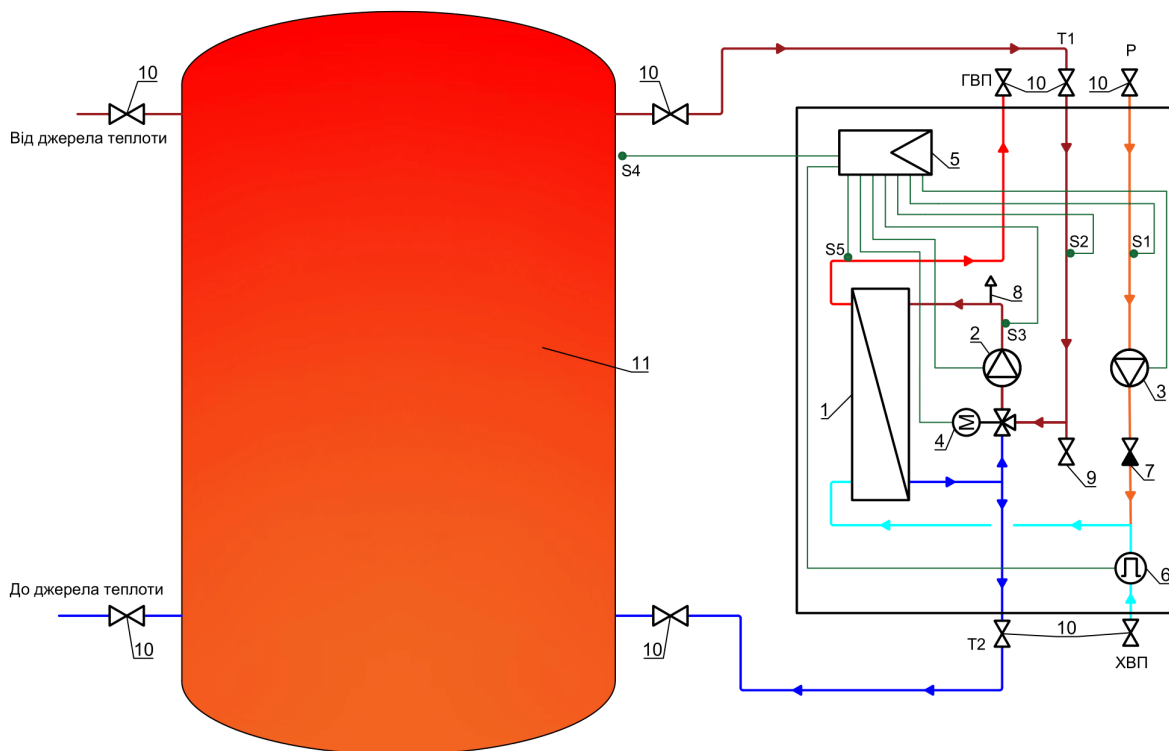 T1
P
10
10
ГВП
10
10
Від джерела теплоти
S4
5
S5
S2
S1
8
S3
2
11
1
3
4
M
9
7
До джерела теплоти
6
10
10
T2
10
ХВП